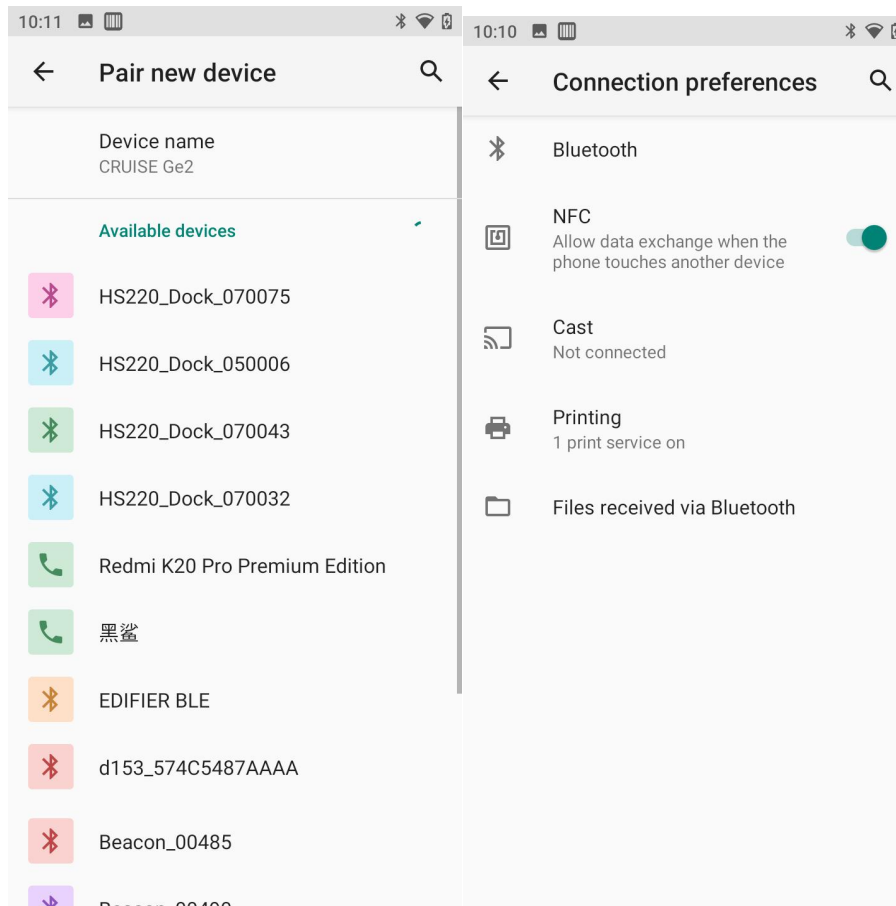 10:11
Pair new device
Device name
CRUISE Ge2
Available devices
HS220_Dock_070075
HS220_Dock_050006
HS220_Dock_070043
HS220_Dock_070032
Redmi K20 Pro Premium Edition
黑鲨
EDIFIER BLE
d153_574C5487AAAA
Beacon_00485
10:10
Connection preferences
Bluetooth
NFC
Allow data exchange when the
phone touches another device
Cast
Not connected
Printing
1 print service on
Files received via Bluetooth